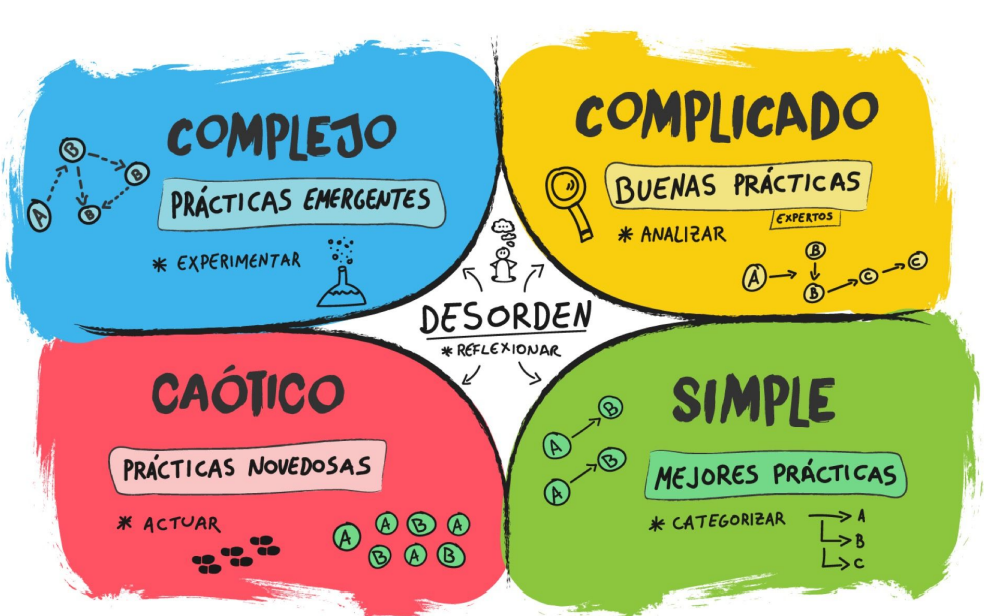 COMPLEJO
PRÁCTICAS EMERGENTES
* EXPERIMENTAR
A
B
B
B
COMPLICADO
BUENAS PRÁCTICAS
EXPERTOS
* ANALIZAR
A
B
B
C
C
DESORDEN
* REFLEXIONAR
CAÓTICO
PRÁCTICAS NOVEDOSAS
* ACTUAR
A B A
A
B A B
SIMPLE
A B
A B
MEJORES PRÁCTICAS
* CATEGORIZAR
A
B
C